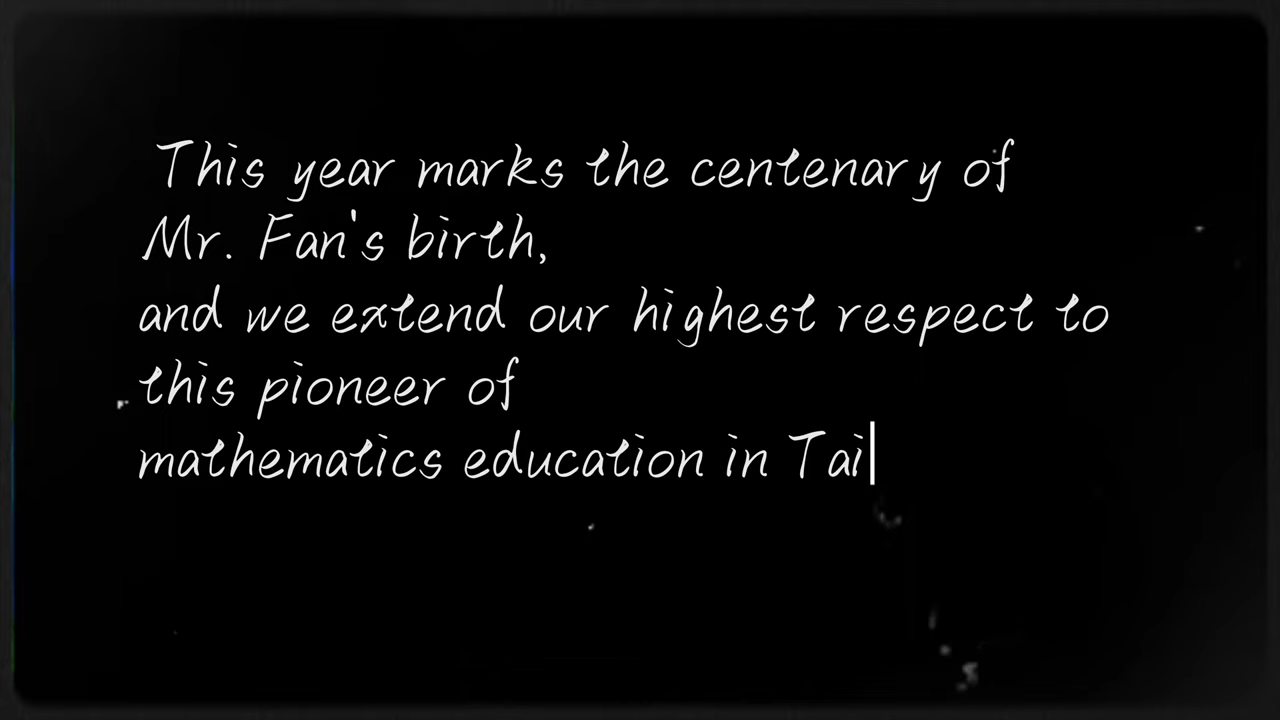 This year marks the centenary of
Mr. Fan's birth,
and we extend our highest respect to
this pioneer of
mathematics education in Tai